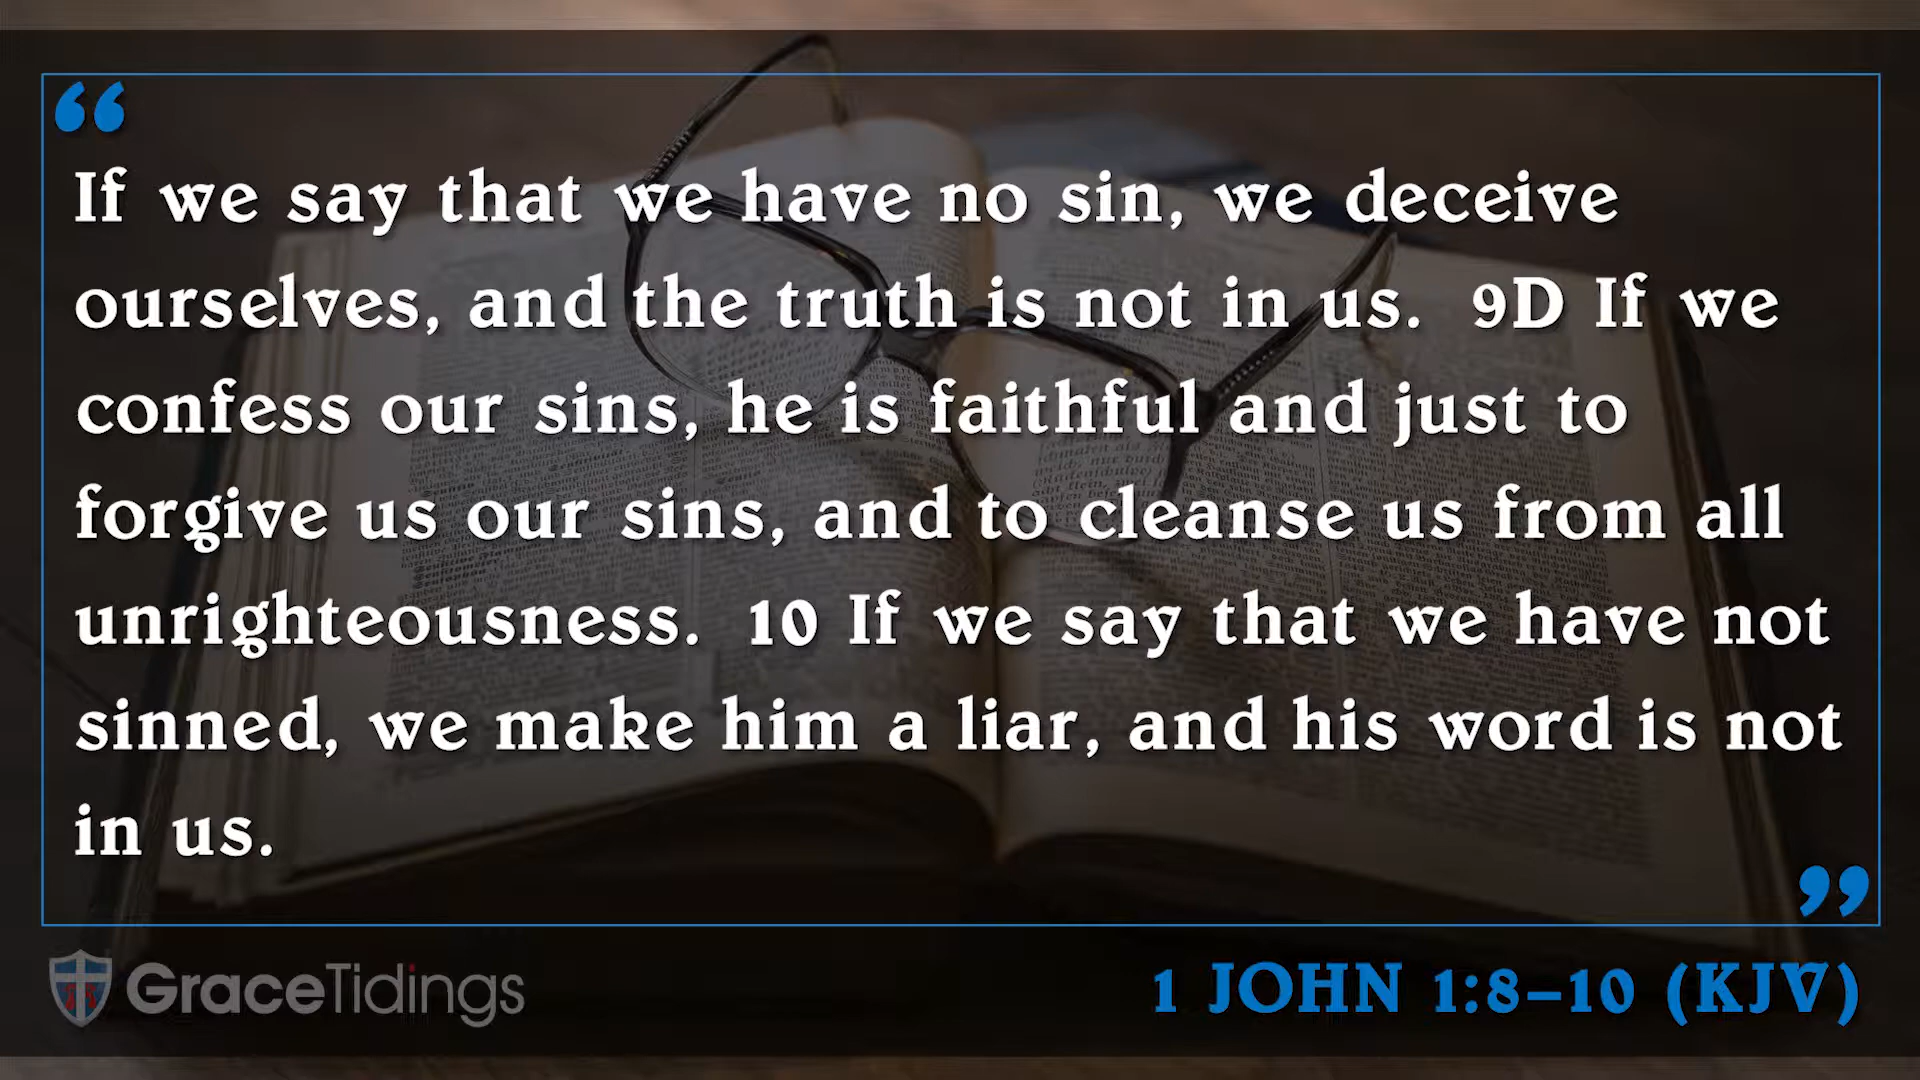 “
If we say that we have no sin, we deceive
ourselves, and the truth is not in us. 9D If we
confess our sins, he is faithful and just to
forgive us our sins, and to cleanse us from all
unrighteousness. 10 If we say that we have not
sinned, we make him a liar, and his word is not
in us.
”
GraceTidings
1 JOHN 1:8–10 (KJV)